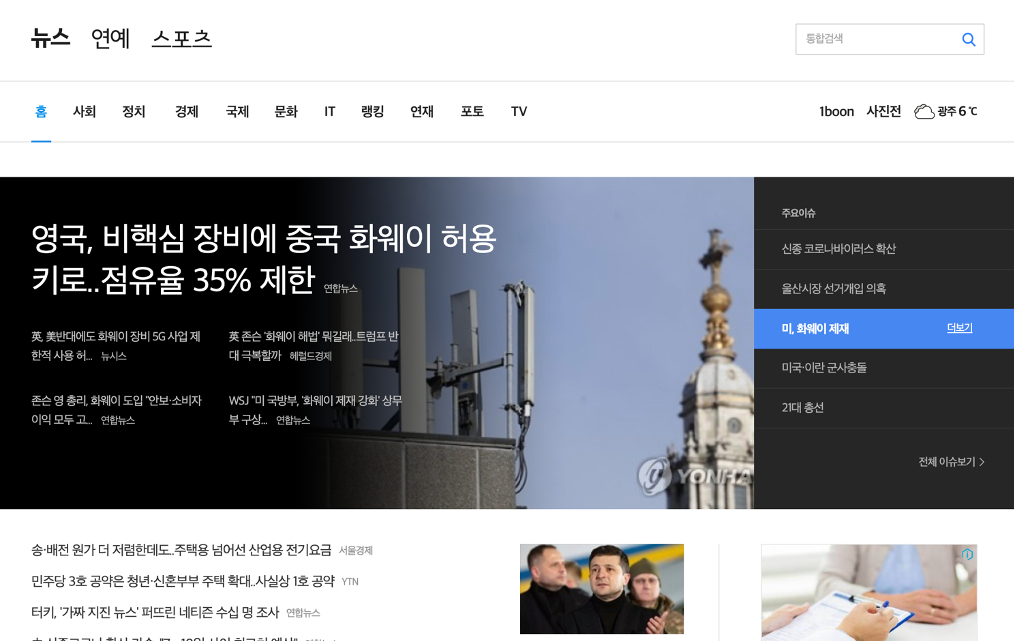 뉴스 연예 스포츠
통합검색
홈 사회 정치 경제 국제 문화 IT 랭킹 연재 포토 TV
1boon 사진전 광주 6 ℃
영국, 비핵심 장비에 중국 화웨이 허용
키로..점유율 35% 제한 연합뉴스
英, 美반대에도 화웨이 장비 5G 사업 제
한적 사용 허... 뉴시스
英 존슨 '화웨이 해법' 뭐길래..트럼프 반
대 극복할까 헤럴드경제
존슨 영 총리, 화웨이 도입 "안보·소비자
이익 모두 고... 연합뉴스
WSJ "미 국방부, '화웨이 제재 강화' 상무
부 구상... 연합뉴스
YONHA
주요이슈
신종 코로나바이러스 확산
울산시장 선거개입 의혹
미, 화웨이 제재 더보기
미국·이란 군사충돌
21대 총선
전체 이슈보기 >
송·배전 원가 더 저렴한데도..주택용 넘어선 산업용 전기요금 서울경제
민주당 3호 공약은 청년·신혼부부 주택 확대..사실상 1호 공약 YTN
터키, '가짜 지진 뉴스' 퍼뜨린 네티즌 수십 명 조사 연합뉴스